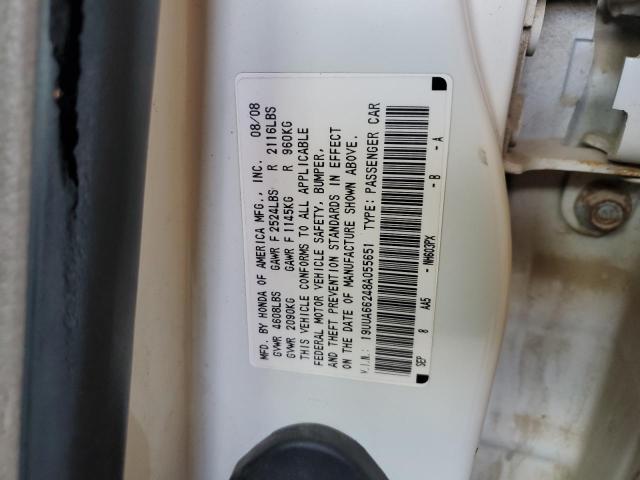 MFD. BY HONDA OF AMERICA MFG., INC. 08/08
GVWR 4608LBS GAWR F 2524LBS R 2116LBS
GVWR 2090KG GAWR F 1145KG R 960KG
THIS VEHICLE CONFORMS TO ALL APPLICABLE
FEDERAL MOTOR VEHICLE SAFETY, BUMPER,
AND THEFT PREVENTION STANDARDS IN EFFECT
ON THE DATE OF MANUFACTURE SHOWN ABOVE.
V.I.N.: 19UUA66248A055651 TYPE: PASSENGER CAR
SEP 8 AA5 - NH603PX - B - A